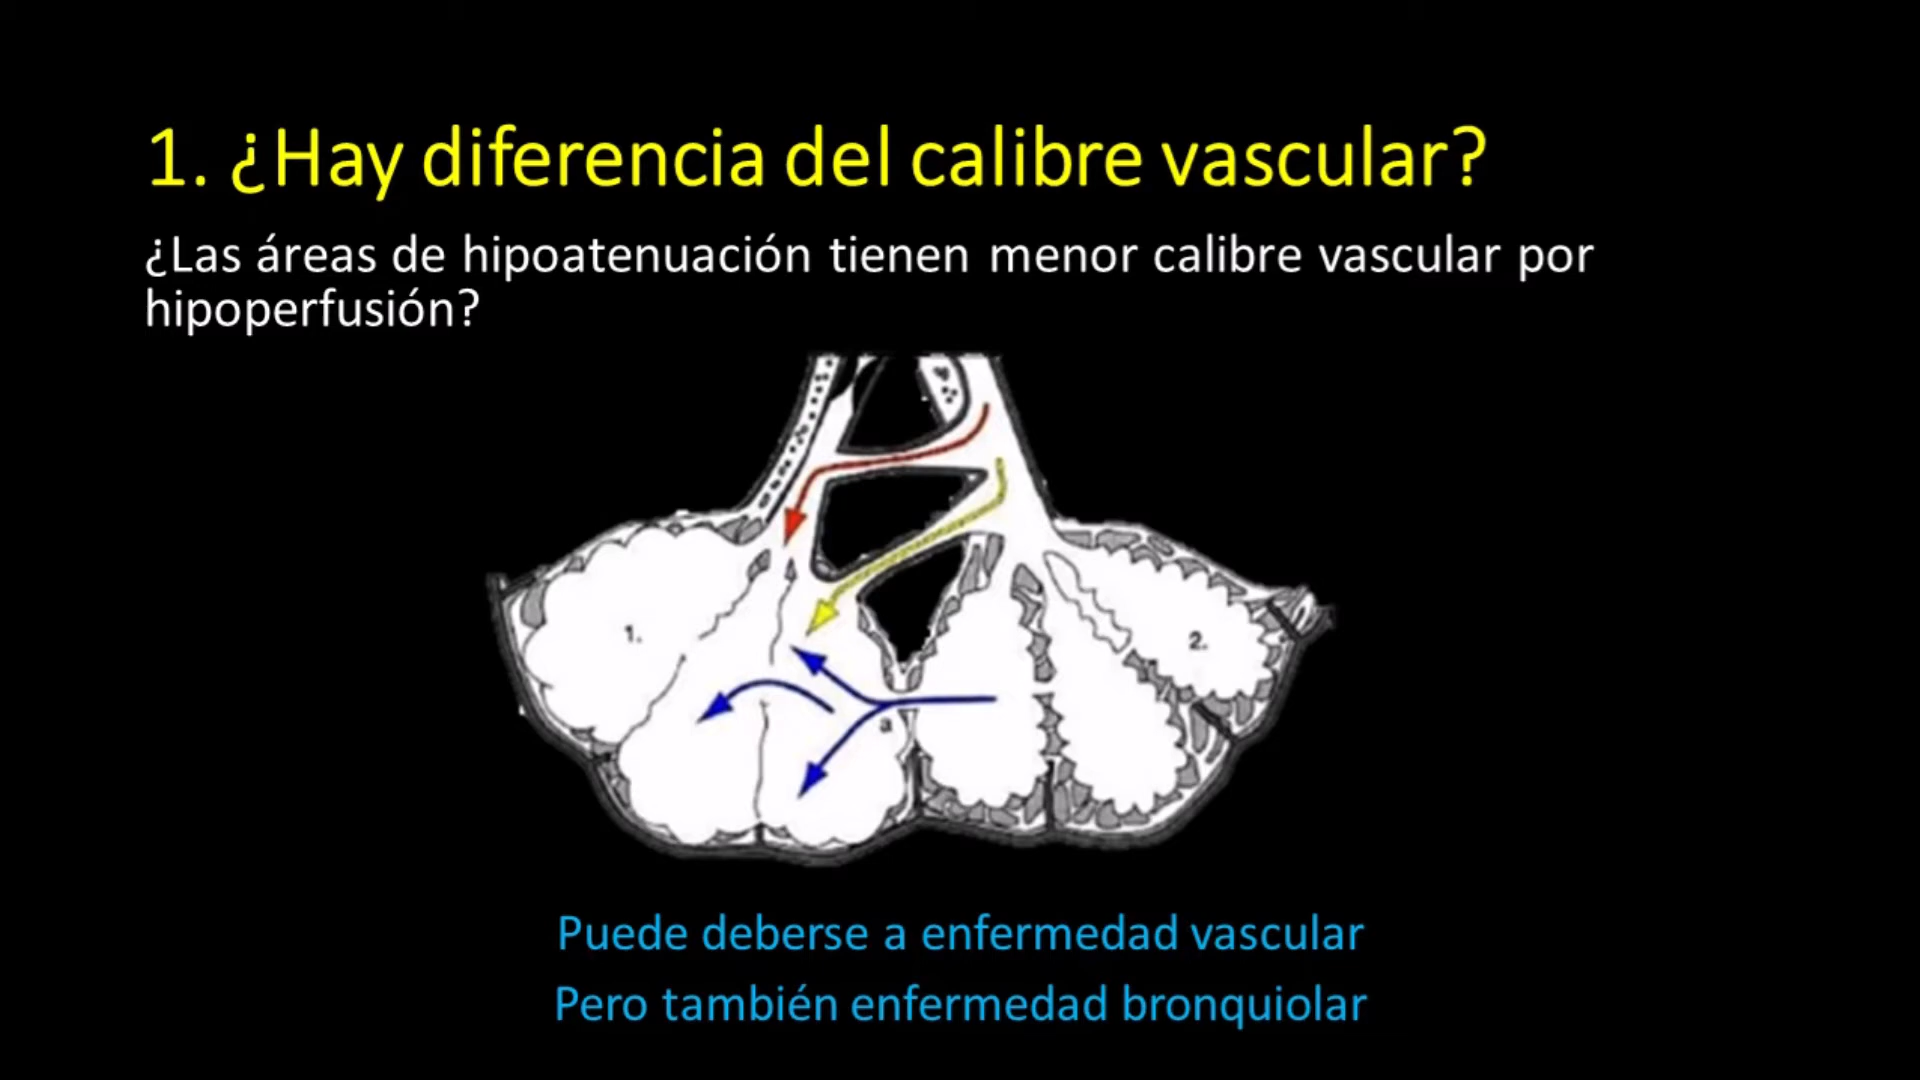 1. ¿Hay diferencia del calibre vascular?
¿Las áreas de hipoatenuación tienen menor calibre vascular por
hipoperfusión?
1.
2.
a
Puede deberse a enfermedad vascular
Pero también enfermedad bronquiolar